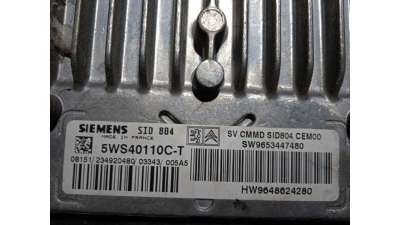 SIEMENS SID 804
MADE IN FRANCE
5WS40110C-T
08151/234920480/03343/005A5
SV CMMD SID804 CEM00
SW9653447480
HW9648624280